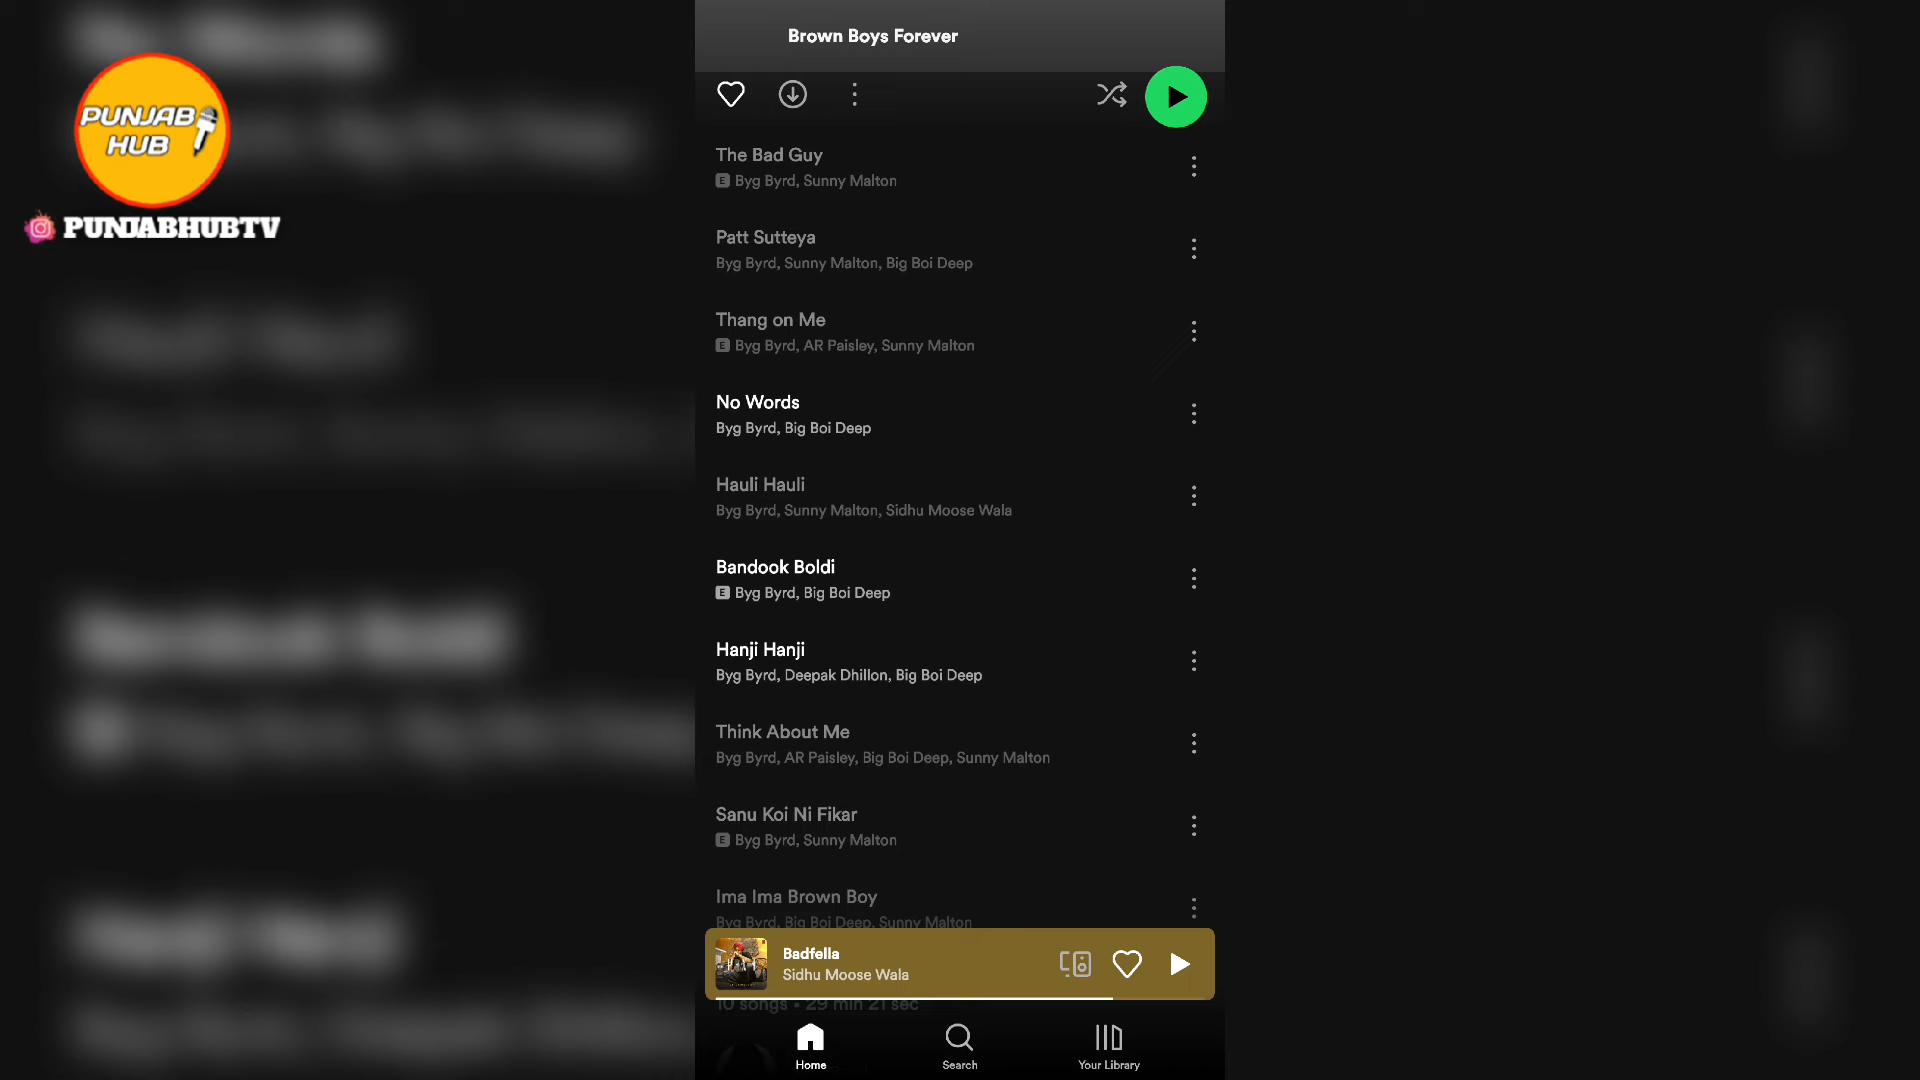 PUNJAB
HUB
PUNJABHUBTV
Brown Boys Forever
The Bad Guy
E Byg Byrd, Sunny Malton
Patt Sutteya
Byg Byrd, Sunny Malton, Big Boi Deep
Thang on Me
E Byg Byrd, AR Paisley, Sunny Malton
No Words
Byg Byrd, Big Boi Deep
Hauli Hauli
Byg Byrd, Sunny Malton, Sidhu Moose Wala
Bandook Boldi
E Byg Byrd, Big Boi Deep
Hanji Hanji
Byg Byrd, Deepak Dhillon, Big Boi Deep
Think About Me
Byg Byrd, AR Paisley, Big Boi Deep, Sunny Malton
Sanu Koi Ni Fikar
E Byg Byrd, Sunny Malton
Ima Ima Brown Boy
Byg Byrd, Big Boi Deep, Sunny Malton
Badfella
Sidhu Moose Wala
10 songs • 29 min 21 sec
Home
Search
Your Library